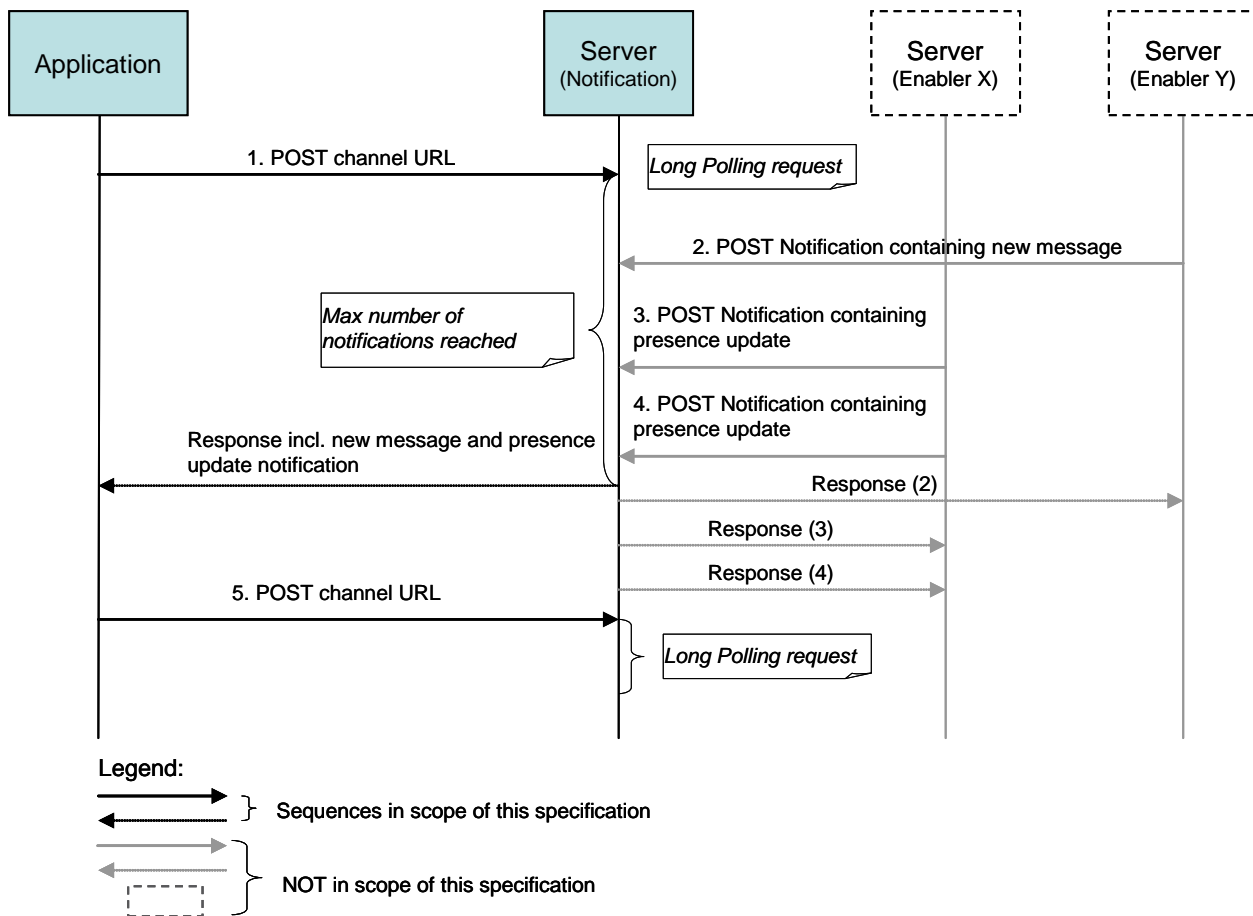 Application
Server
(Notification)
Server
(Enabler X)
Server
(Enabler Y)
1. POST channel URL
Long Polling request
2. POST Notification containing new message
Max number of
notifications reached
3. POST Notification containing
presence update
4. POST Notification containing
presence update
Response incl. new message and presence
update notification
Response (2)
Response (3)
Response (4)
5. POST channel URL
Long Polling request
Legend:
Sequences in scope of this specification
NOT in scope of this specification